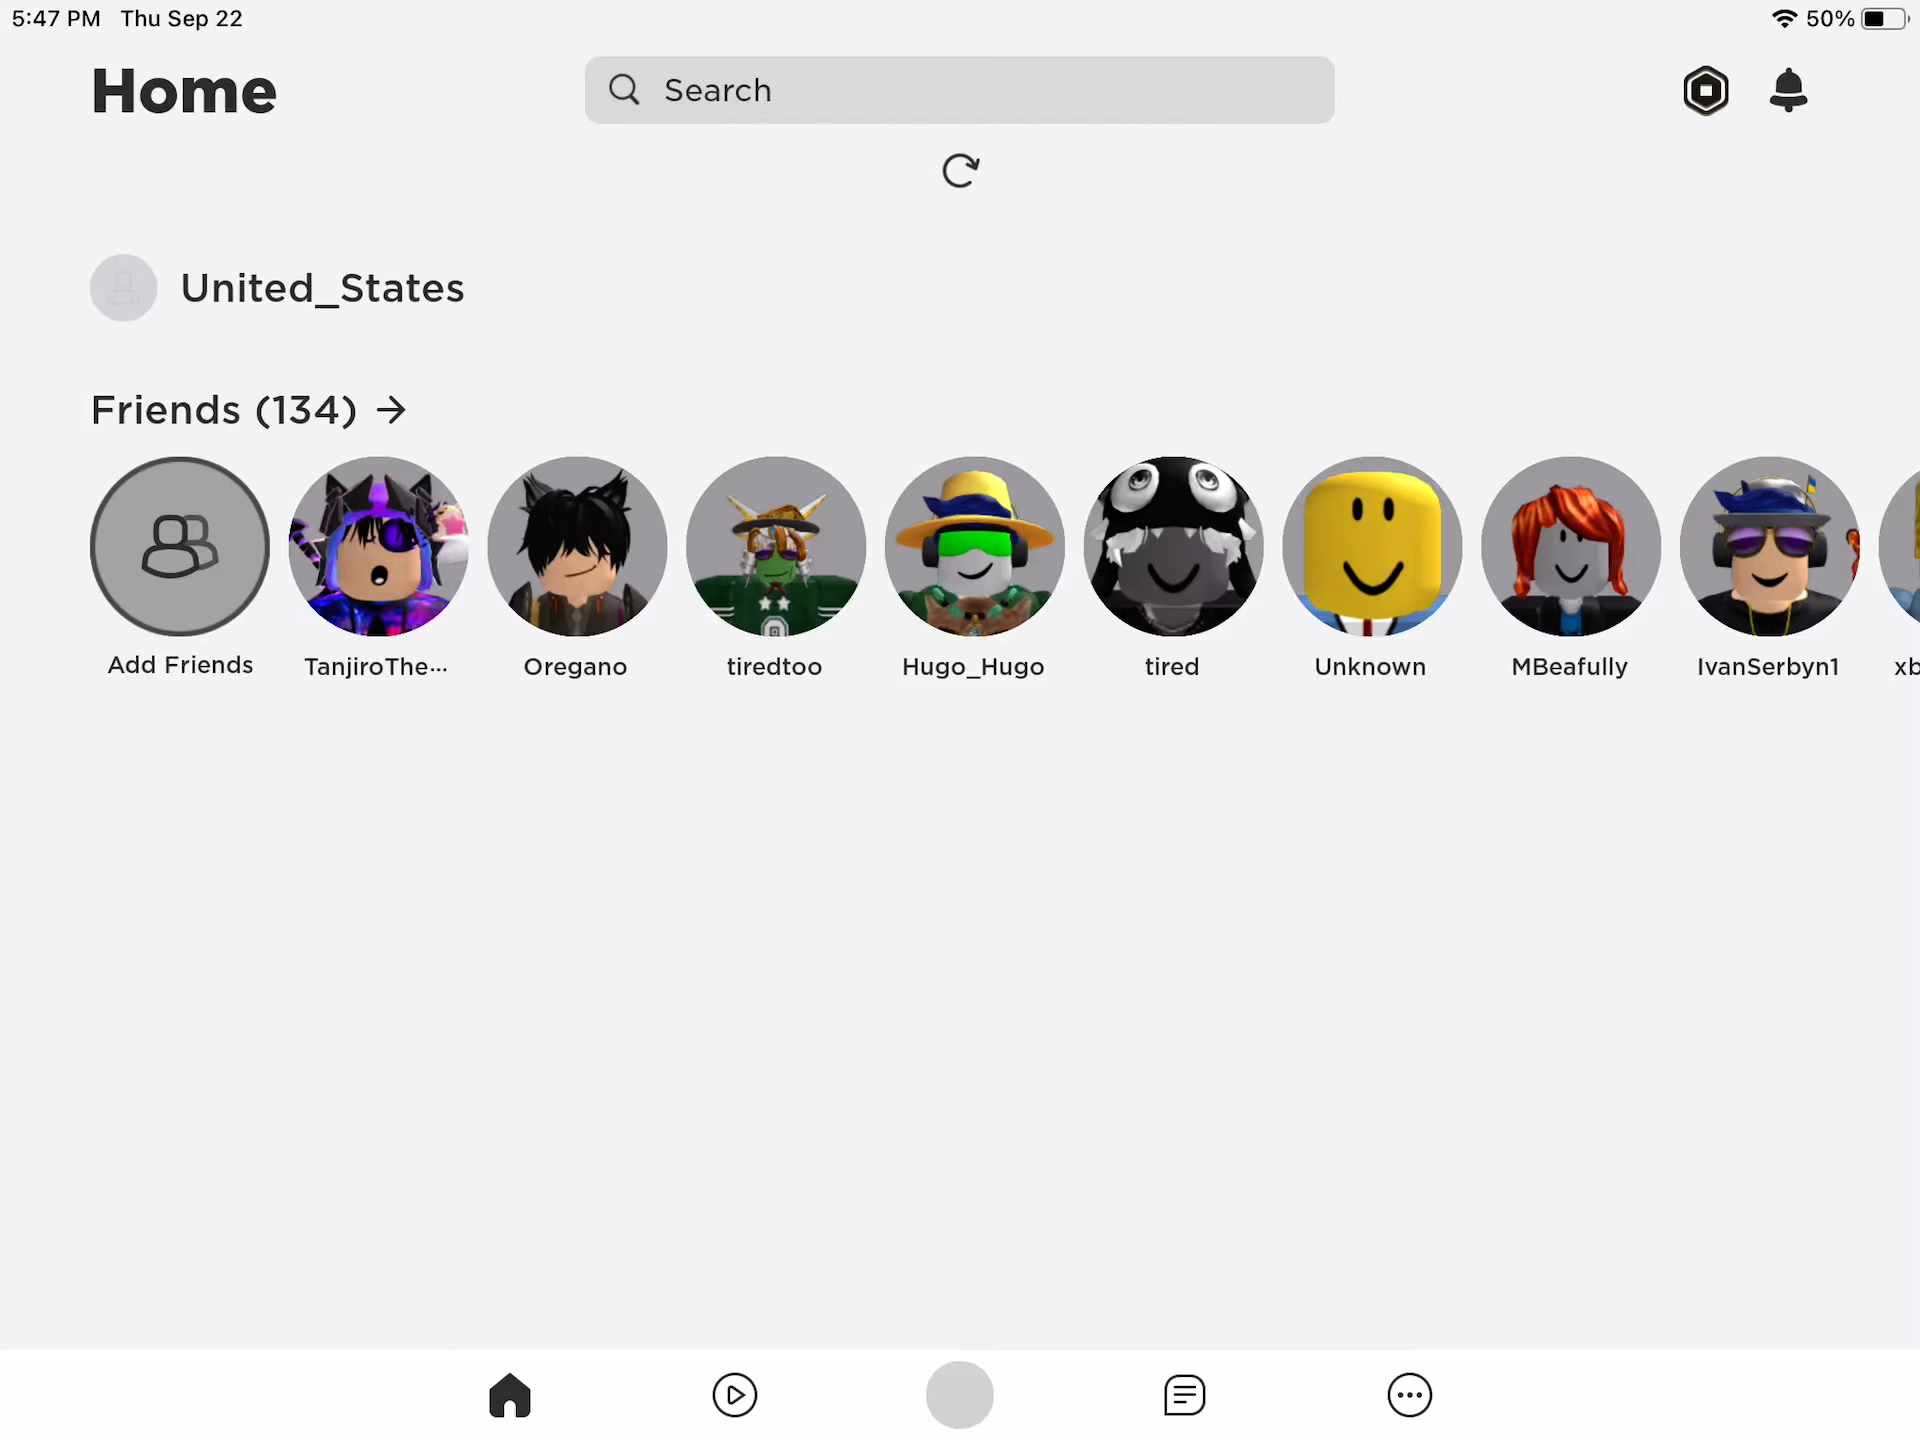 5:47 PM Thu Sep 22
50%
Home
Search
United_States
Friends (134)
Add Friends
TanjiroThe...
Oregano
tiredtoo
Hugo_Hugo
tired
Unknown
MBeafully
IvanSerbyn1
xb